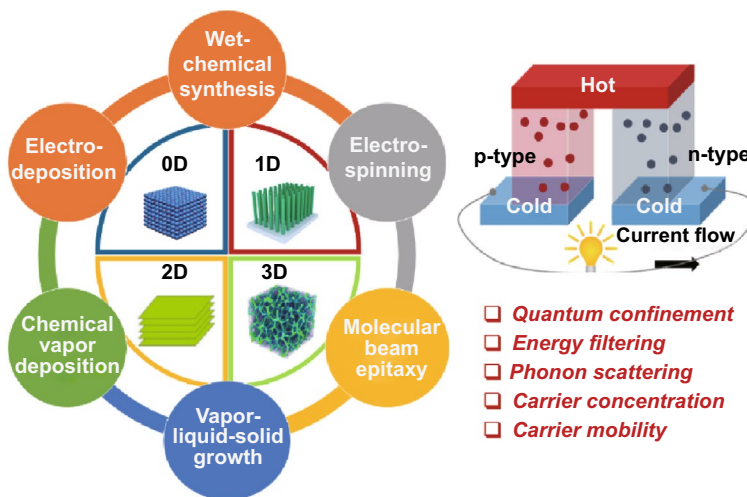 Wet-
chemical
synthesis
Electro-
deposition
Electro-
spinning
0D
1D
2D
3D
Chemical
vapor
deposition
Molecular
beam
epitaxy
Vapor-
liquid-solid
growth
Hot
p-type
n-type
Cold
Cold
Current flow
❑ Quantum confinement
❑ Energy filtering
❑ Phonon scattering
❑ Carrier concentration
❑ Carrier mobility